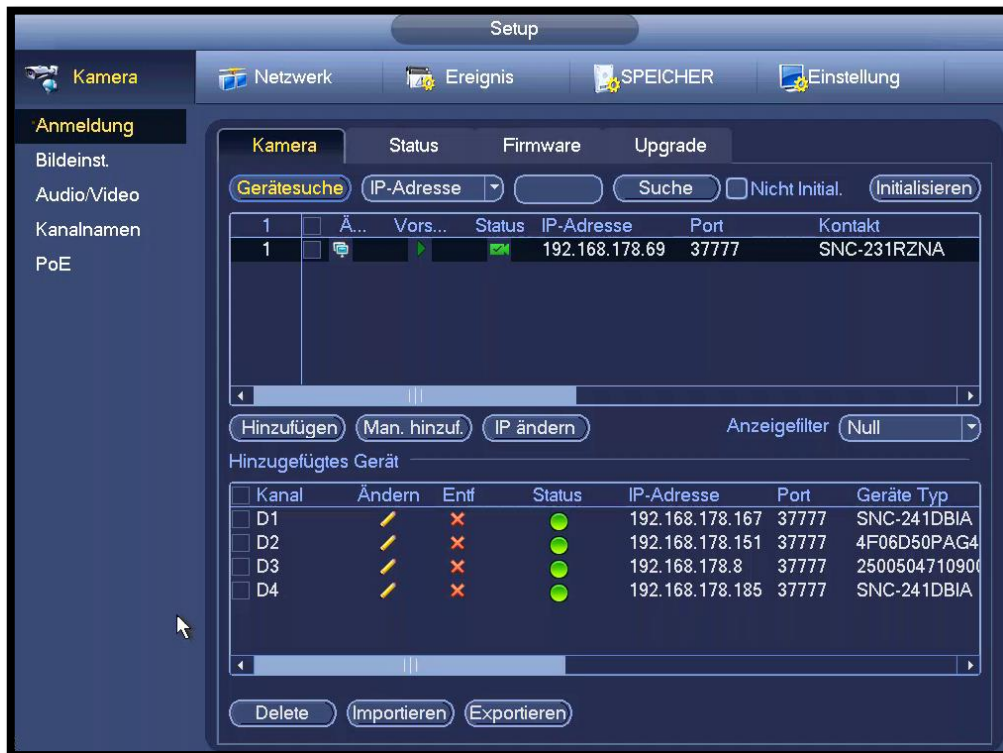 Setup
Kamera Netzwerk Ereignis SPEICHER Einstellung
Anmeldung
Bildeinst.
Audio/Video
Kanalnamen
PoE
Kamera Status Firmware Upgrade
Gerätesuche IP-Adresse Suche Nicht Initial. Initialisieren
1 Ä... Vors... Status IP-Adresse Port Kontakt
1 192.168.178.69 37777 SNC-231RZNA
Hinzufügen Man. hinzuf. IP ändern Anzeigefilter Null
Hinzugefügtes Gerät
Kanal Ändern Entf Status IP-Adresse Port Geräte Typ
D1 192.168.178.167 37777 SNC-241DBIA
D2 192.168.178.151 37777 4F06D50PAG4
D3 192.168.178.8 37777 2500504710900
D4 192.168.178.185 37777 SNC-241DBIA
Delete Importieren Exportieren